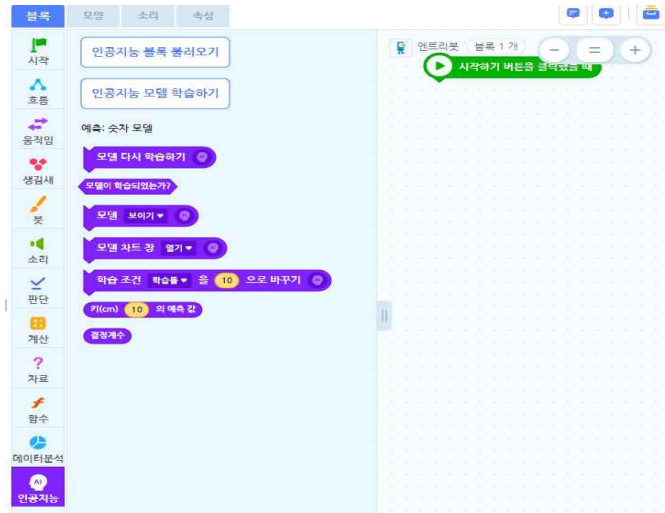 블록 모양 소리 속성
시작
흐름
움직임
생김새
붓
소리
판단
계산
? 자료
함수
데이터분석
AI
인공지능
인공지능 블록 불러오기
인공지능 모델 학습하기
예측: 숫자 모델
모델 다시 학습하기
모델이 학습되었는가?
모델 보이기
모델 차트 창 열기
학습 조건 학습률 을 10 으로 바꾸기
키(cm) 10 의 예측 값
결정계수
엔트리봇 블록 1 개
시작하기 버튼을 클릭했을 때